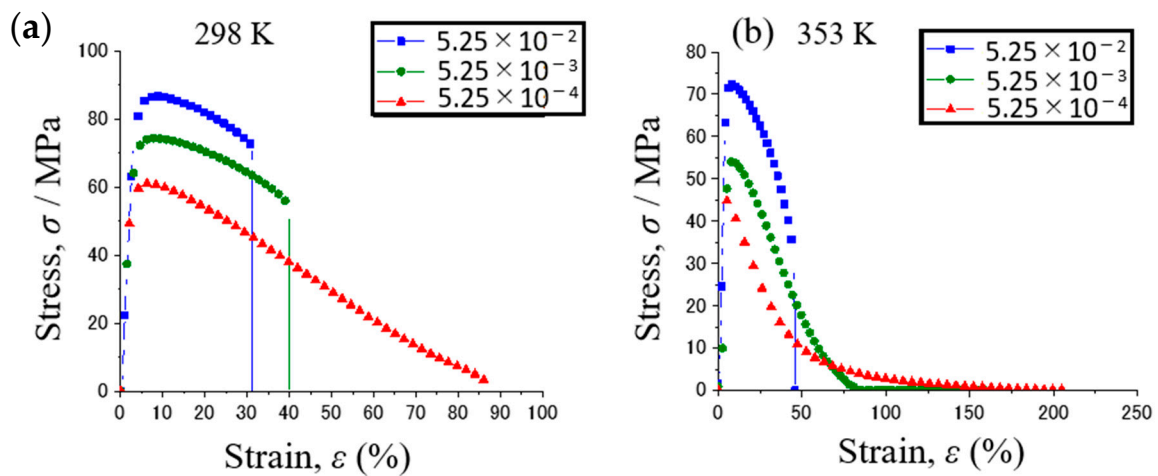 (a)
298 K
5.25×10⁻²
5.25×10⁻³
5.25×10⁻⁴
100
80
60
40
20
0
Stress, σ / MPa
0 10 20 30 40 50 60 70 80 90 100
Strain, ε (%)
(b) 353 K
5.25×10⁻²
5.25×10⁻³
5.25×10⁻⁴
80
70
60
50
40
30
20
10
0
Stress, σ / MPa
0 50 100 150 200 250
Strain, ε (%)